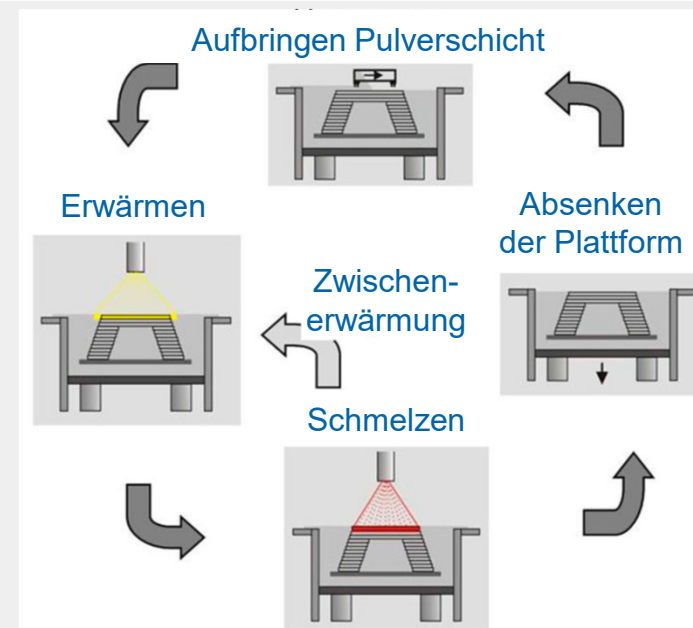 Aufbringen Pulverschicht
Erwärmen
Absenken
der Plattform
Zwischen-
erwärmung
Schmelzen